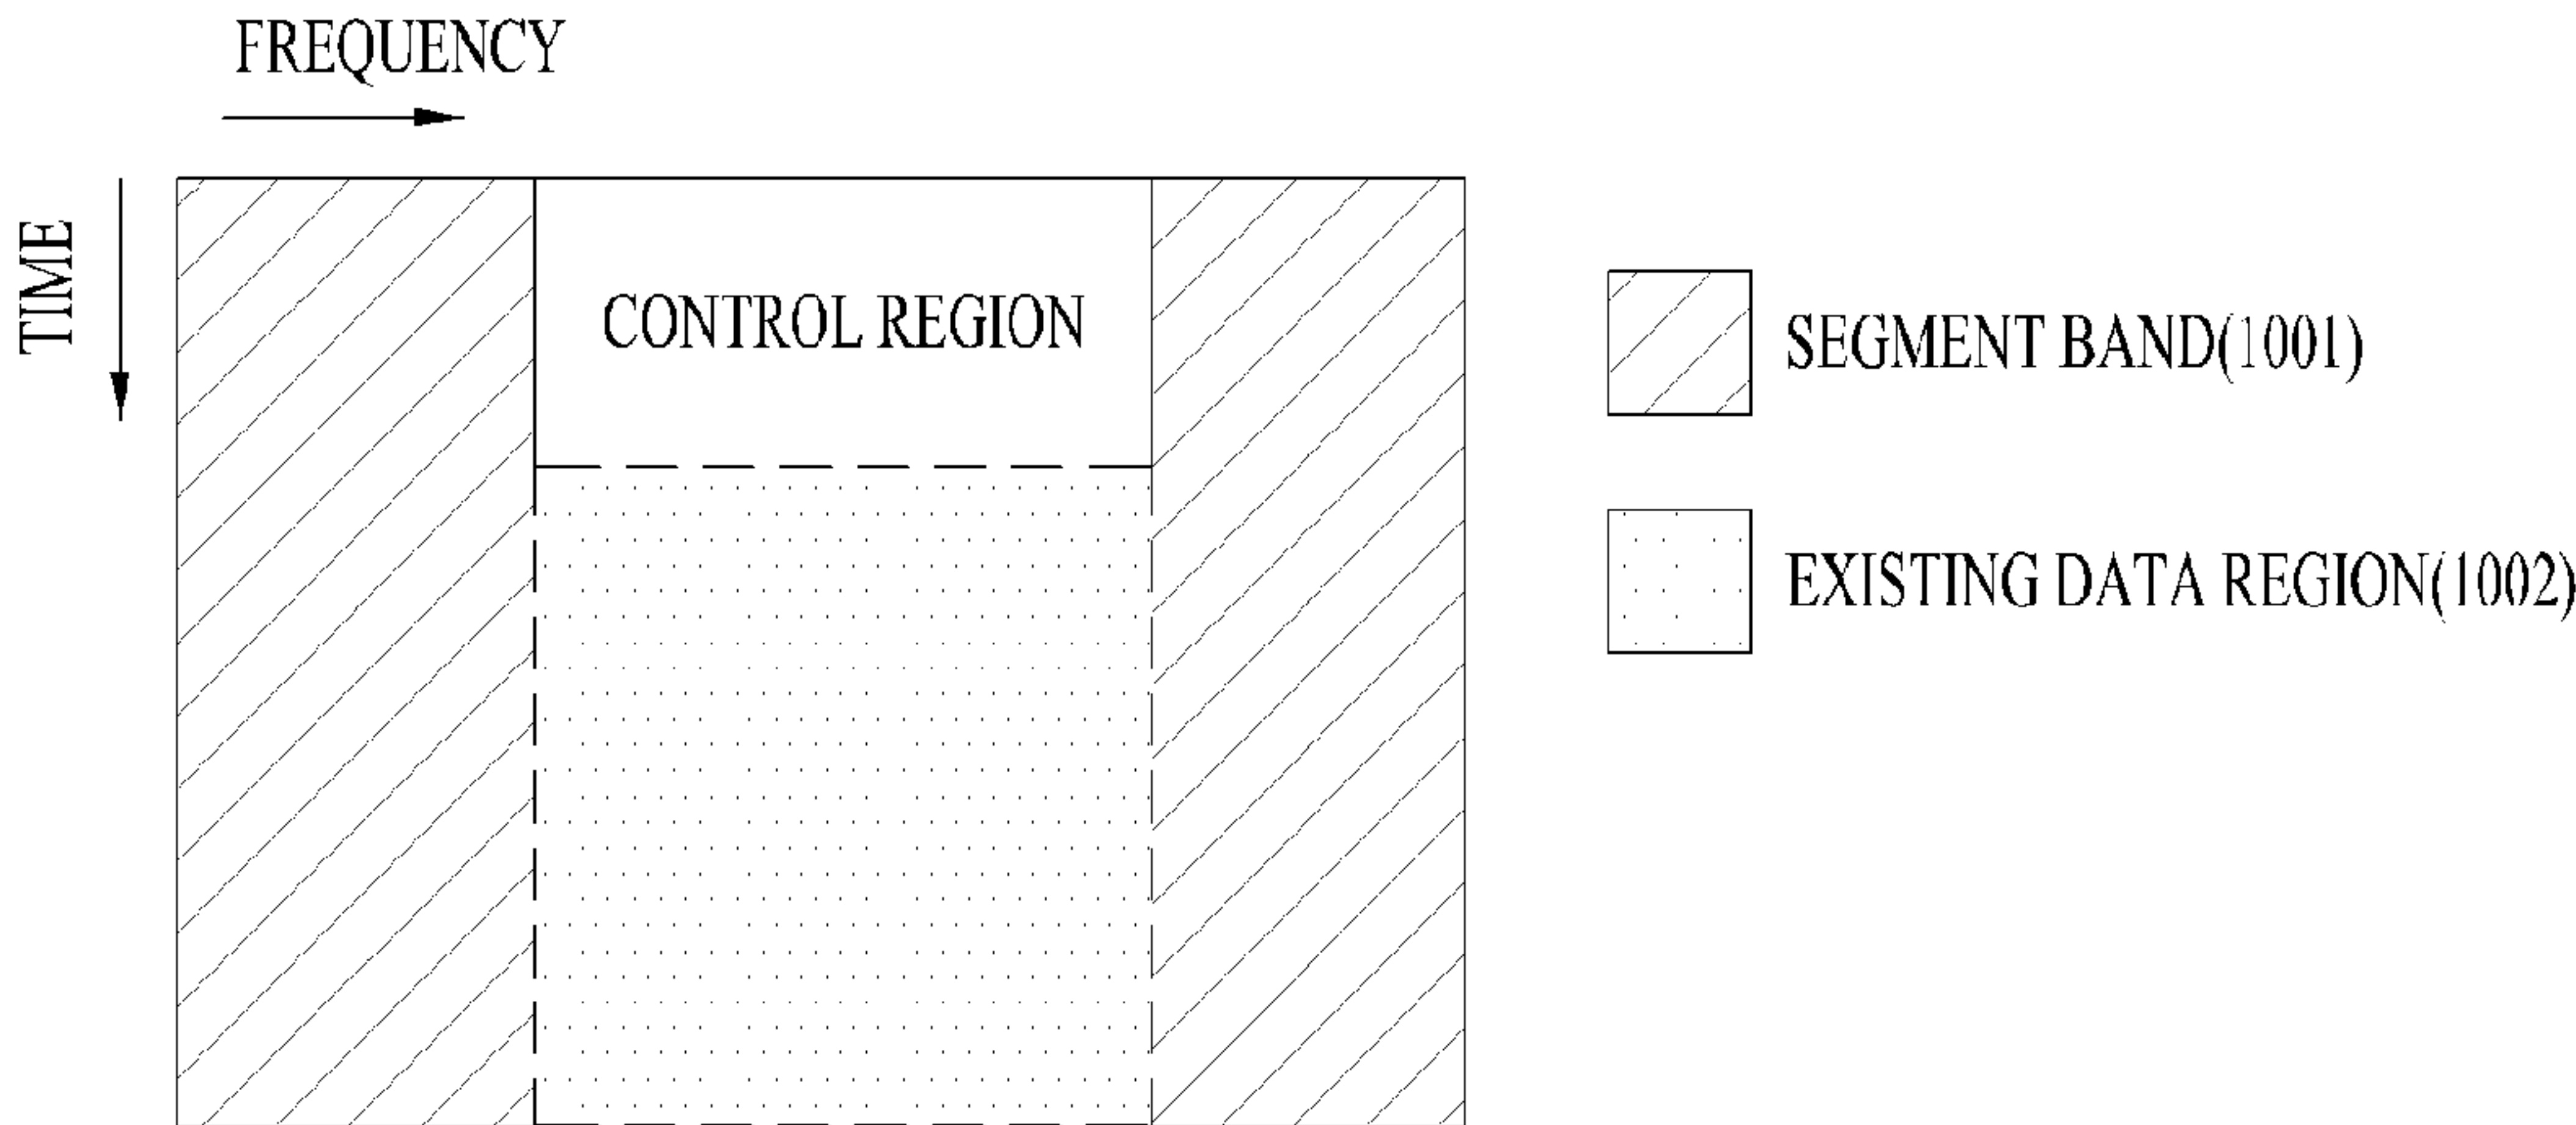 FREQUENCY
TIME
CONTROL REGION
SEGMENT BAND(1001)
EXISTING DATA REGION(1002)